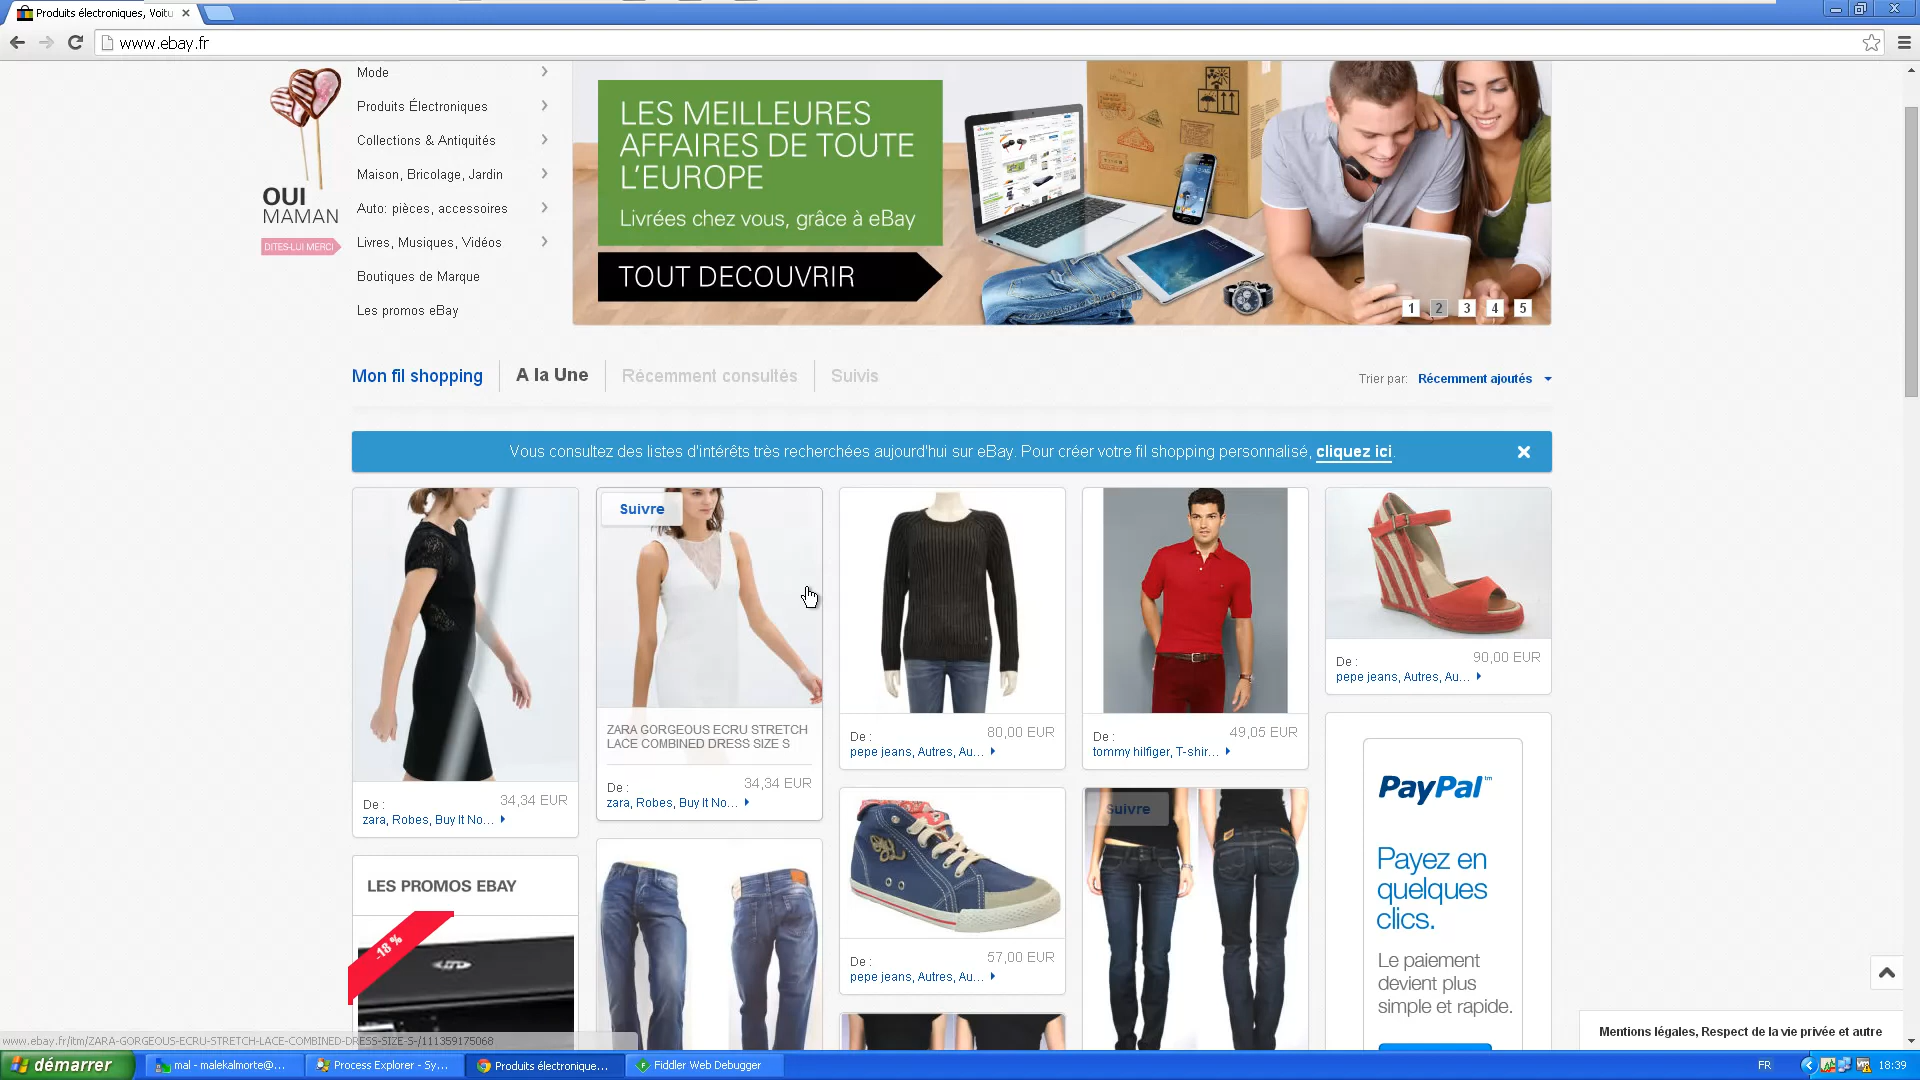 Produits électroniques, Voitu
www.ebay.fr
OUI
MAMAN
DITES-LUI MERCI
Mode
Produits Électroniques
Collections & Antiquités
Maison, Bricolage, Jardin
Auto: pièces, accessoires
Livres, Musiques, Vidéos
Boutiques de Marque
Les promos eBay
LES MEILLEURES
AFFAIRES DE TOUTE
L'EUROPE
Livrées chez vous, grâce à eBay
TOUT DECOUVRIR
1 2 3 4 5
Mon fil shopping
A la Une
Récemment consultés
Suivis
Trier par: Récemment ajoutés
Vous consultez des listes d'intérêts très recherchées aujourd'hui sur eBay. Pour créer votre fil shopping personnalisé, cliquez ici.
34,34 EUR
De :
zara, Robes, Buy It No...
Suivre
ZARA GORGEOUS ECRU STRETCH
LACE COMBINED DRESS SIZE S
34,34 EUR
De :
zara, Robes, Buy It No...
80,00 EUR
De :
pepe jeans, Autres, Au...
49,05 EUR
De :
tommy hilfiger, T-shir...
90,00 EUR
De :
pepe jeans, Autres, Au...
LES PROMOS EBAY
-18 %
57,00 EUR
De :
pepe jeans, Autres, Au...
Suivre
PayPal™
Payez en
quelques
clics.
Le paiement
devient plus
simple et rapide.
Mentions légales, Respect de la vie privée et autre
www.ebay.fr/itm/ZARA-GORGEOUS-ECRU-STRETCH-LACE-COMBINED-DRESS-SIZE-S-/111359175068
démarrer
mal - malekalmorte@...
Process Explorer - Sy...
Produits électronique...
Fiddler Web Debugger
FR
18:39